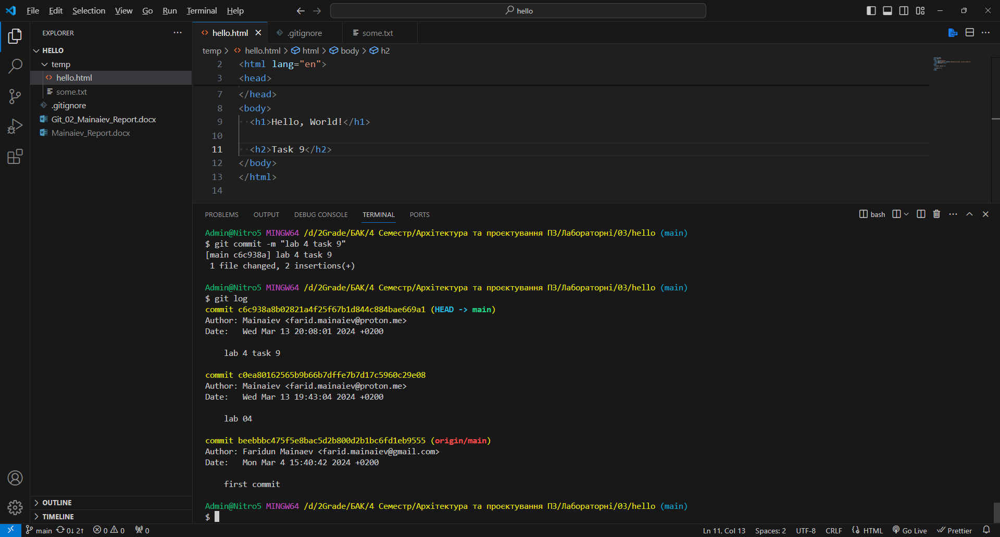 File Edit Selection View Go Run Terminal Help
hello
EXPLORER
HELLO
temp
hello.html
some.txt
.gitignore
Git_02_Mainaiev_Report.docx
Mainaiev_Report.docx
OUTLINE
TIMELINE
hello.html .gitignore some.txt
temp > hello.html > html > body > h2
2 <html lang="en">
3 <head>
7 </head>
8 <body>
9 <h1>Hello, World!</h1>
10
11 <h2>Task 9</h2>
12 </body>
13 </html>
14
PROBLEMS OUTPUT DEBUG CONSOLE TERMINAL PORTS bash
Admin@Nitro5 MINGW64 /d/2Grade/БАК/4 Семестр/Архітектура та проєктування ПЗ/Лабораторні/03/hello (main)
$ git commit -m "lab 4 task 9"
[main c6c938a] lab 4 task 9
1 file changed, 2 insertions(+)
Admin@Nitro5 MINGW64 /d/2Grade/БАК/4 Семестр/Архітектура та проєктування ПЗ/Лабораторні/03/hello (main)
$ git log
commit c6c938a8b02821a4f25f67b1d844c884bae669a1 (HEAD -> main)
Author: Mainaiev <farid.mainaiev@proton.me>
Date: Wed Mar 13 20:08:01 2024 +0200
lab 4 task 9
commit c0ea80162565b9b66b7dffe7b7d17c5960c29e08
Author: Mainaiev <farid.mainaiev@proton.me>
Date: Wed Mar 13 19:43:04 2024 +0200
lab 04
commit beebbbc475f5e8bac5d2b800d2b1bc6fd1eb9555 (origin/main)
Author: Faridun Mainaev <farid.mainaiev@gmail.com>
Date: Mon Mar 4 15:40:42 2024 +0200
first commit
Admin@Nitro5 MINGW64 /d/2Grade/БАК/4 Семестр/Архітектура та проєктування ПЗ/Лабораторні/03/hello (main)
$
main 0↓ 2↑ 0 0 0 Ln 11, Col 13 Spaces: 2 UTF-8 CRLF HTML Go Live Prettier